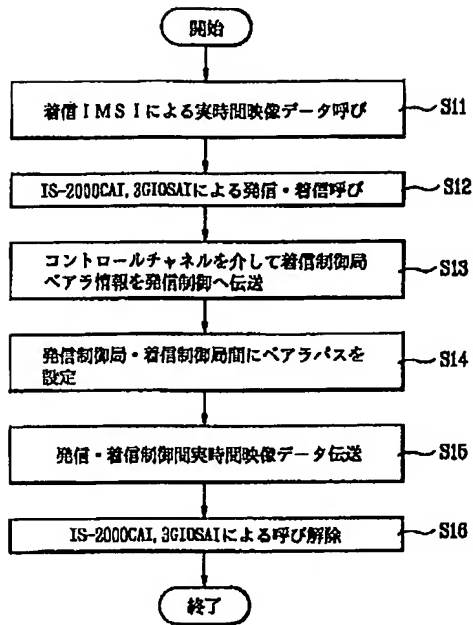 開始
着信IMSIによる実時間映像データ呼び
S11
IS-2000CAI,3GIOSAIによる発信・着信呼び
S12
コントロールチャネルを介して着信制御局
ベアラ情報を発信制御へ伝送
S13
発信制御局・着信制御局間にベアラパスを
設定
S14
発信・着信制御間実時間映像データ伝送
S15
IS-2000CAI,3GIOSAIによる呼び解除
S16
終了